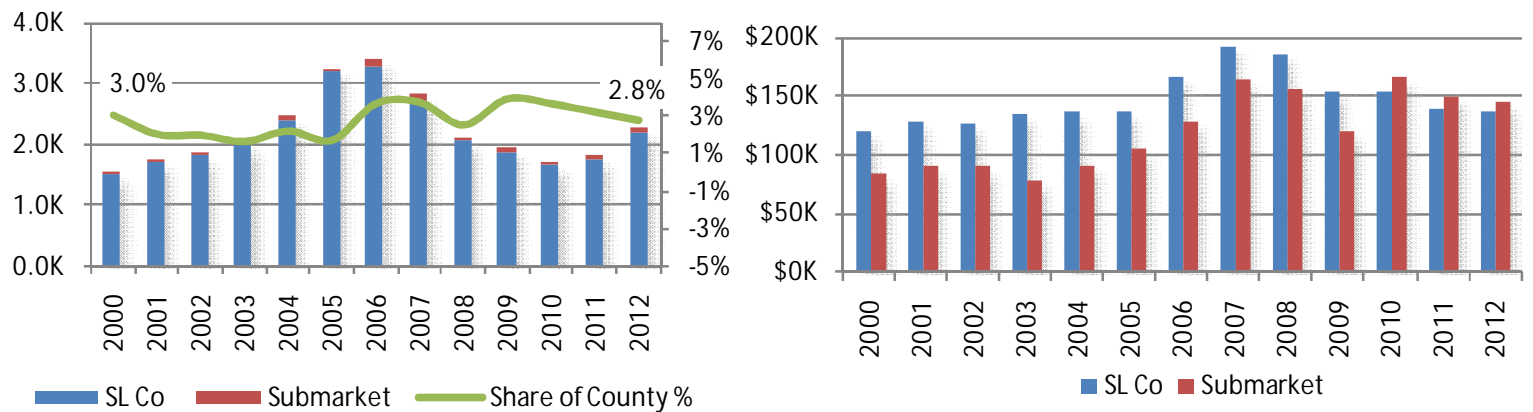 4.0K
3.0K
2.0K
1.0K
0.0K
3.0%
2.8%
7%
5%
3%
1%
-1%
-3%
-5%
2000 2001 2002 2003 2004 2005 2006 2007 2008 2009 2010 2011 2012
SL Co Submarket Share of County %
$200K
$150K
$100K
$50K
$0K
2000 2001 2002 2003 2004 2005 2006 2007 2008 2009 2010 2011 2012
SL Co Submarket